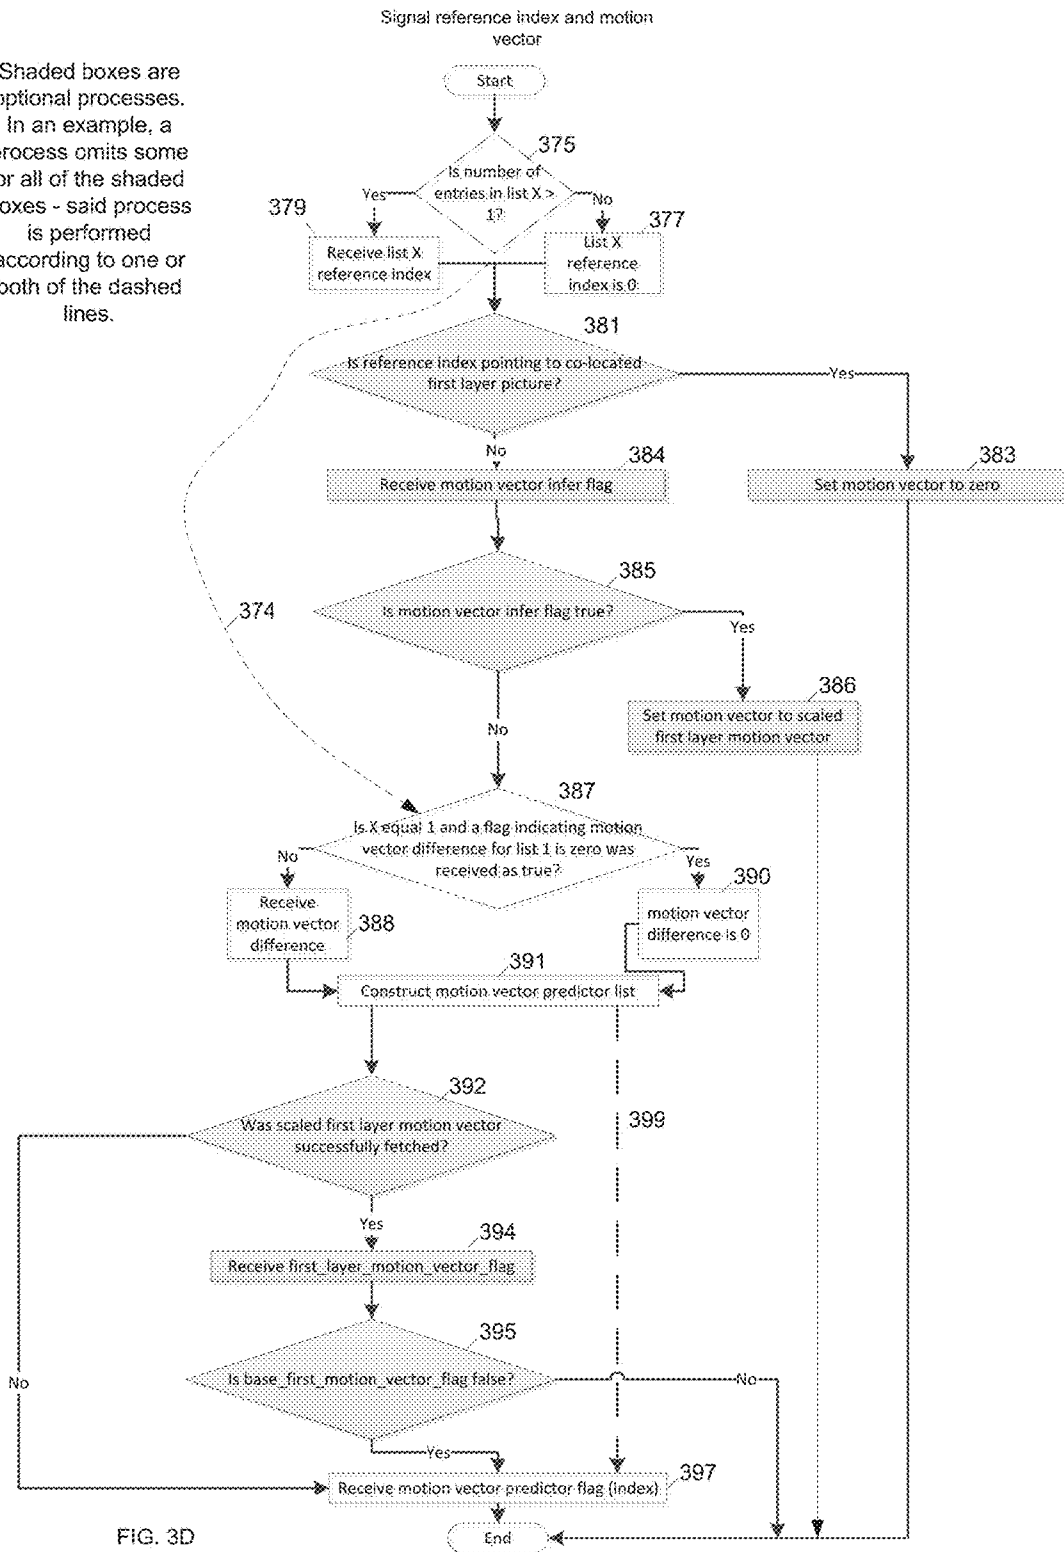 Signal reference index and motion
vector
Shaded boxes are
optional processes.
In an example, a
process omits some
or all of the shaded
boxes - said process
is performed
according to one or
both of the dashed
lines.
Start
375
Is number of
entries in list X >
1?
Yes
No
379
Receive list X
reference index
377
List X
reference
index is 0
381
Is reference index pointing to co-located
first layer picture?
Yes
No
384
Receive motion vector infer flag
383
Set motion vector to zero
385
Is motion vector infer flag true?
Yes
374
386
Set motion vector to scaled
first layer motion vector
No
387
Is X equal 1 and a flag indicating motion
vector difference for list 1 is zero was
received as true?
No
Yes
Receive
motion vector
difference
388
390
motion vector
difference is 0
391
Construct motion vector predictor list
392
Was scaled first layer motion vector
successfully fetched?
399
Yes
394
Receive first_layer_motion_vector_flag
395
Is base_first_motion_vector_flag false?
No
No
Yes
397
Receive motion vector predictor flag (index)
End
FIG. 3D